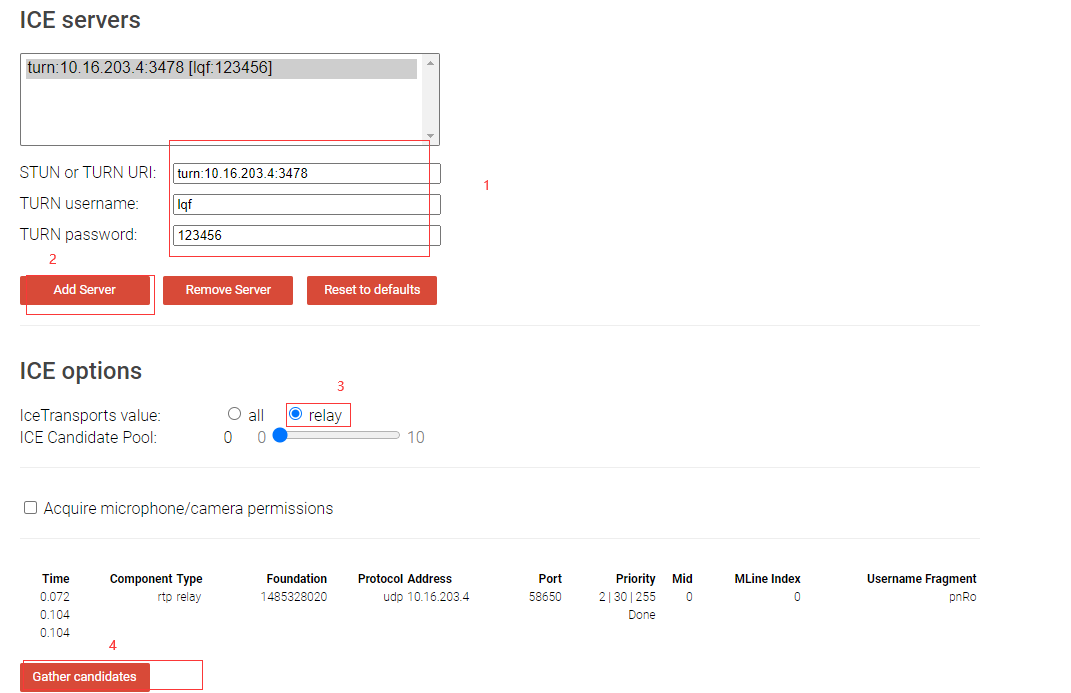 ICE servers
turn:10.16.203.4:3478 [lqf:123456]
STUN or TURN URI: turn:10.16.203.4:3478
1
TURN username: lqf
TURN password: 123456
2
Add Server Remove Server Reset to defaults
ICE options
3
IceTransports value: all relay
ICE Candidate Pool: 0 0 10
Acquire microphone/camera permissions
Time Component Type Foundation Protocol Address Port Priority Mid MLine Index Username Fragment
0.072 rtp relay 1485328020 udp 10.16.203.4 58650 2 | 30 | 255 0 0 pnRo
0.104 Done
0.104
4
Gather candidates